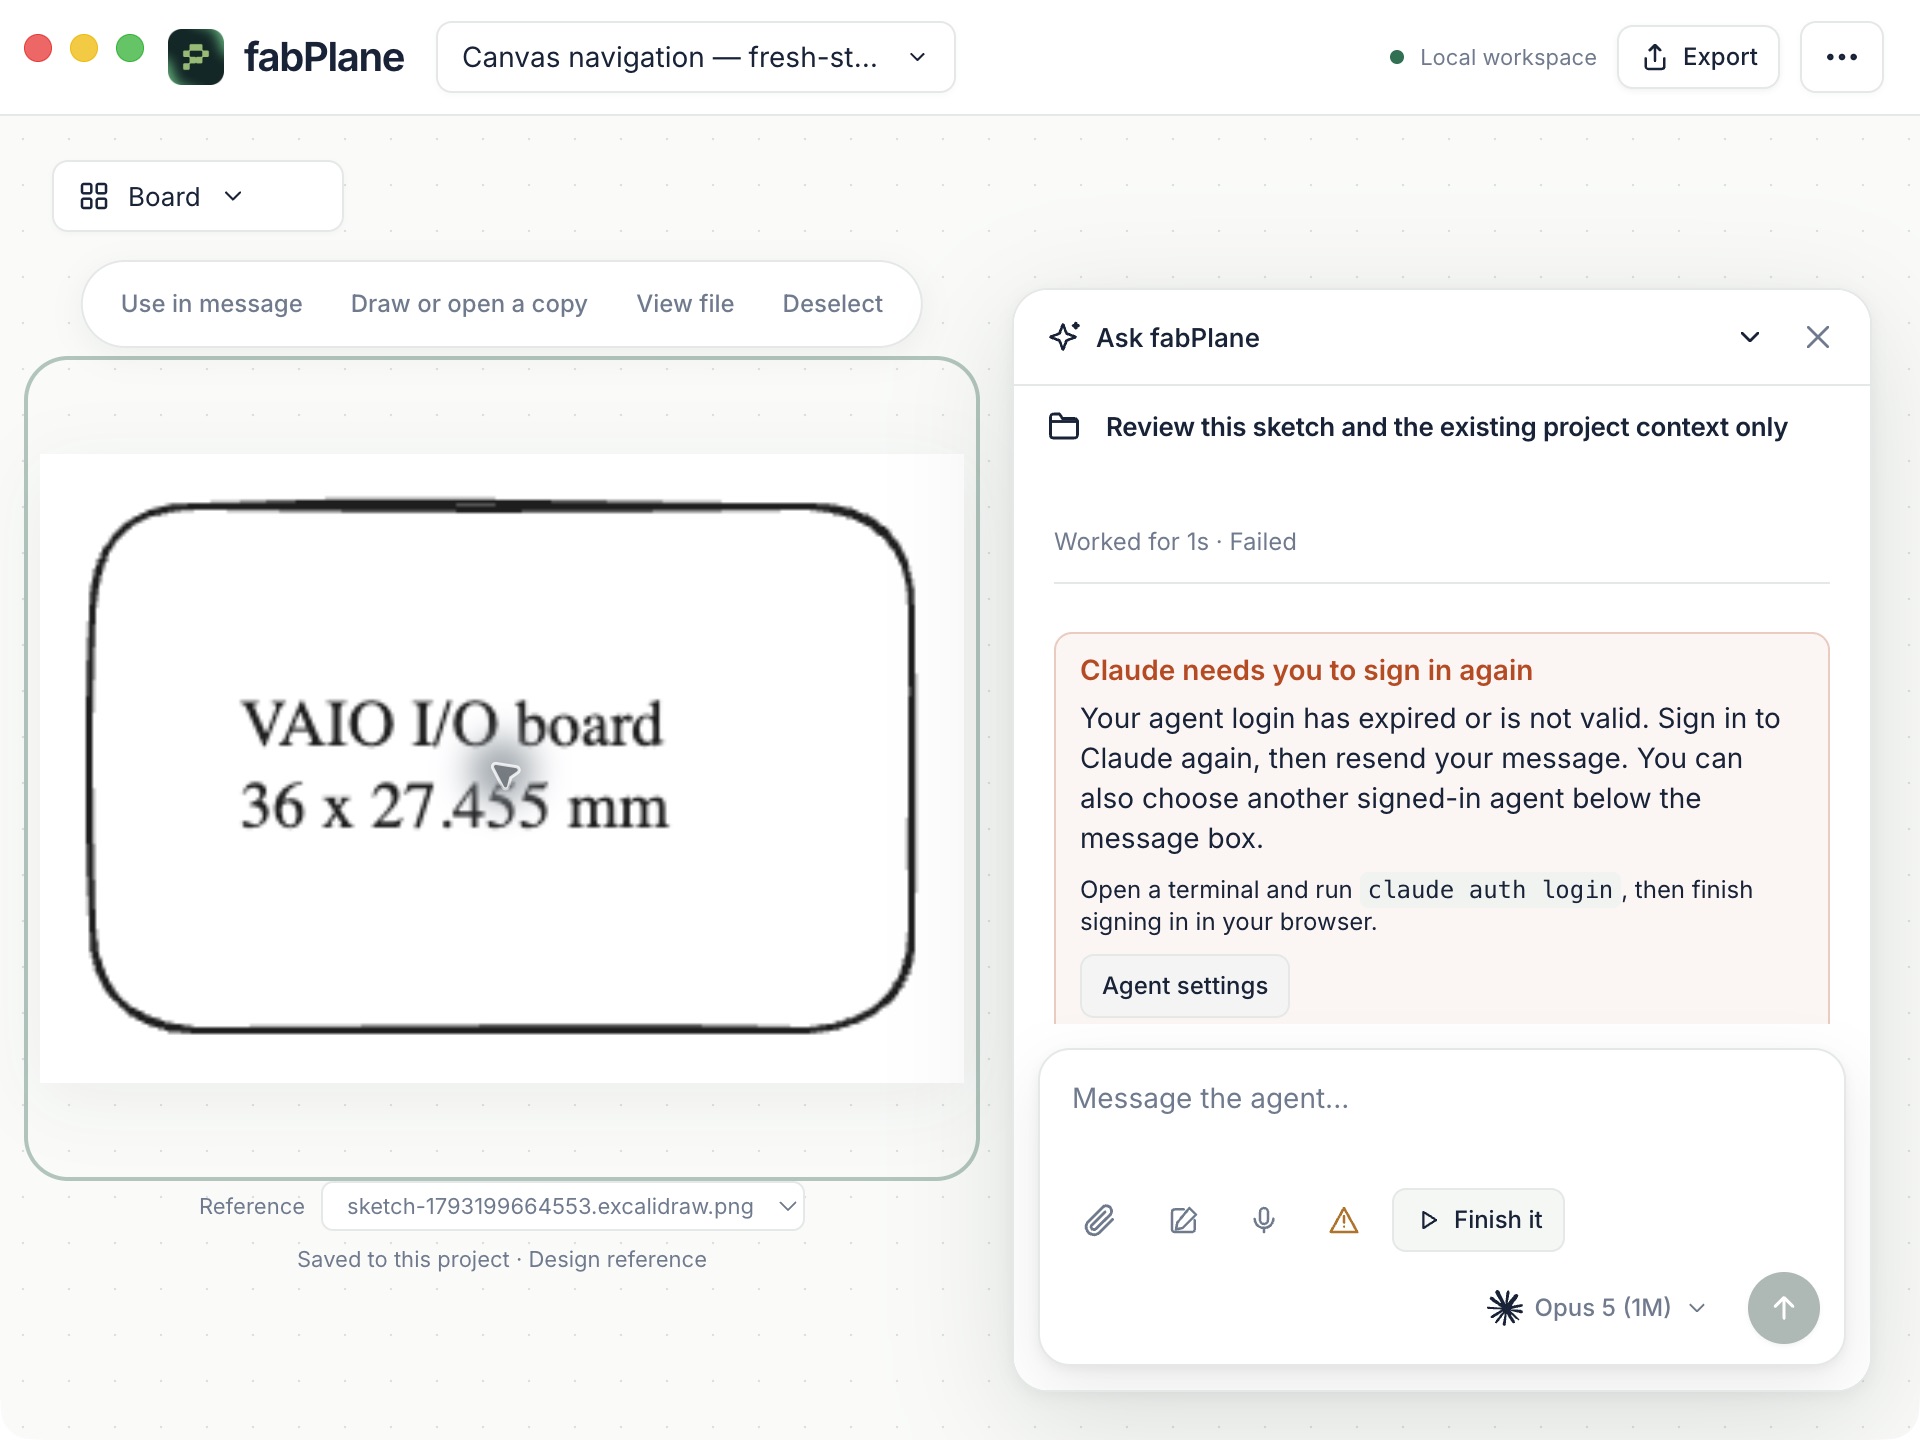 fabPlane
Canvas navigation — fresh-st...
Local workspace
Export
Board
Use in message
Draw or open a copy
View file
Deselect
VAIO I/O board
36 x 27.455 mm
Reference
sketch-1793199664553.excalidraw.png
Saved to this project · Design reference
Ask fabPlane
Review this sketch and the existing project context only
Worked for 1s · Failed
Claude needs you to sign in again
Your agent login has expired or is not valid. Sign in to
Claude again, then resend your message. You can
also choose another signed-in agent below the
message box.
Open a terminal and run claude auth login, then finish
signing in in your browser.
Agent settings
Message the agent...
Finish it
Opus 5 (1M)